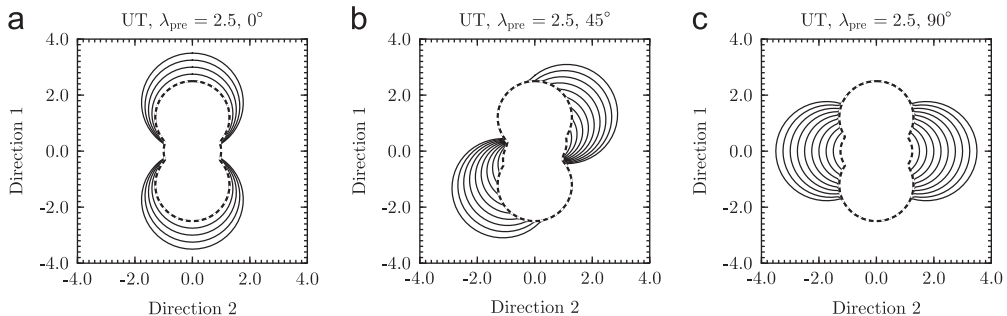 a
UT, λpre = 2.5, 0°
4.0
2.0
0.0
-2.0
-4.0
-4.0 -2.0 0.0 2.0 4.0
Direction 1
Direction 2
b
UT, λpre = 2.5, 45°
4.0
2.0
0.0
-2.0
-4.0
-4.0 -2.0 0.0 2.0 4.0
Direction 1
Direction 2
c
UT, λpre = 2.5, 90°
4.0
2.0
0.0
-2.0
-4.0
-4.0 -2.0 0.0 2.0 4.0
Direction 1
Direction 2